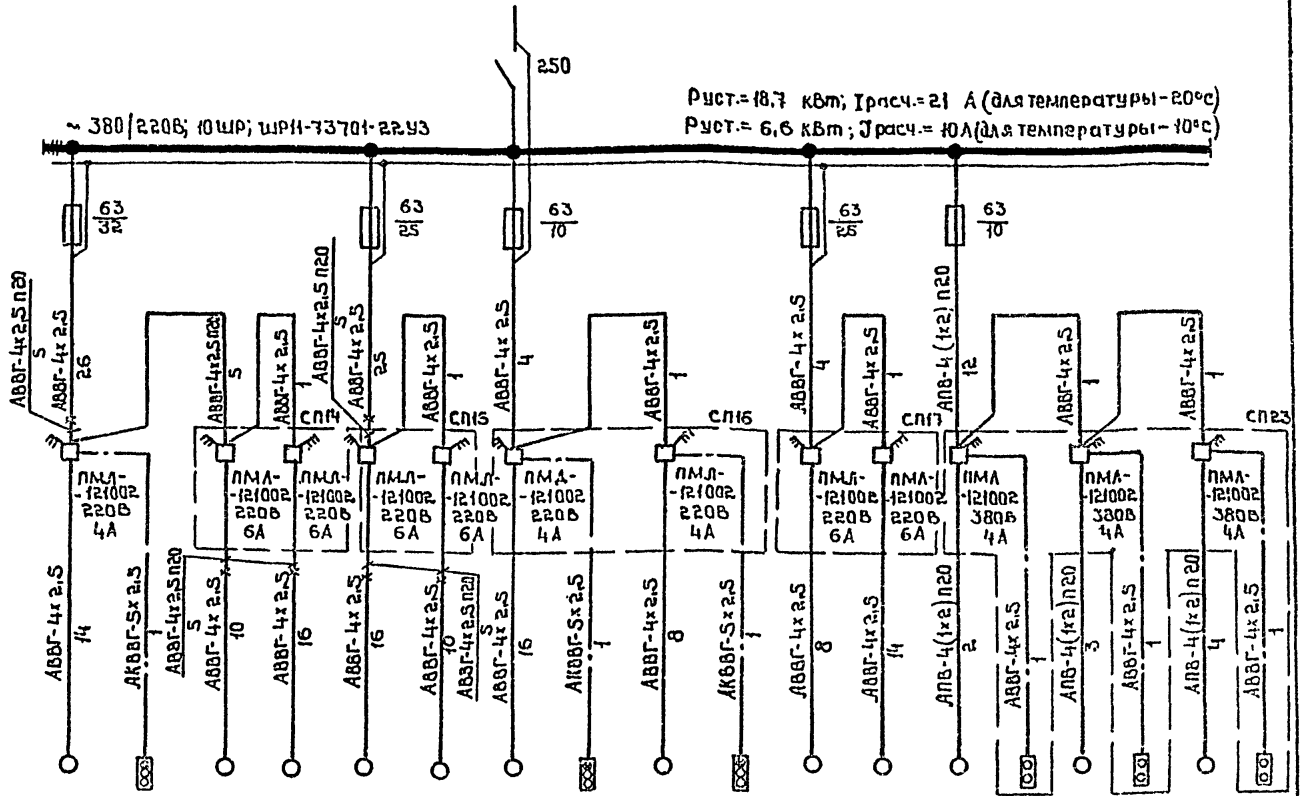 250
Руст.= 18,7 кВт; Iрасч.= 21 А (для температуры-20°с)
~ 380/220В; 10ШР; ШР11-73701-22У3
Руст.= 6,6 кВт; Iрасч.= 10А(для температуры-10°с)
63
32
63
25
63
10
63
25
63
10
АВВГ-4х2,5 п20
5
АВВГ-4х2,5
26
АВВГ-4х2,5п20
5
АВВГ-4х2,5
1
АВВГ-4х2,5 п20
5
АВВГ-4х2,5
25
АВВГ-4х2,5
1
АВВГ-4х2,5
4
АВВГ-4х2,5
1
АВВГ-4х2,5
4
АВВГ-4х2,5
1
АПВ-4(1х2) п20
12
АВВГ-4х2,5
1
АВВГ-4х2,5
1
СП14
СП15
СП16
СП17
СП23
ПМЛ-
-121002
220В
4А
ПМЛ-
-121002
220В
6А
ПМЛ-
-121002
220В
6А
ПМЛ-
-121002
220В
6А
ПМЛ-
-121002
220В
6А
ПМЛ-
-121002
220В
4А
ПМЛ-
-121002
220В
4А
ПМЛ-
-121002
220В
6А
ПМЛ-
-121002
220В
6А
ПМЛ
-121002
380В
4А
ПМЛ-
-121002
380В
4А
ПМЛ-
-121002
380В
4А
АВВГ-4х2,5
14
АКВВГ-5х2,5
1
АВВГ-4х2,5п20
5
АВВГ-4х2,5
10
АВВГ-4х2,5
16
АВВГ-4х2,5
16
АВВГ-4х2,5
10
АВВГ-4х2,5п20
5
АВВГ-4х2,5
16
АКВВГ-5х2,5
1
АВВГ-4х2,5
8
АКВВГ-5х2,5
1
АВВГ-4х2,5
8
АВВГ-4х2,5
14
АПВ-4(1х2)п20
2
АВВГ-4х2,5
1
АПВ-4(1х2)п20
3
АВВГ-4х2,5
1
АПВ-4(1х2)п20
4
АВВГ-4х2,5
1